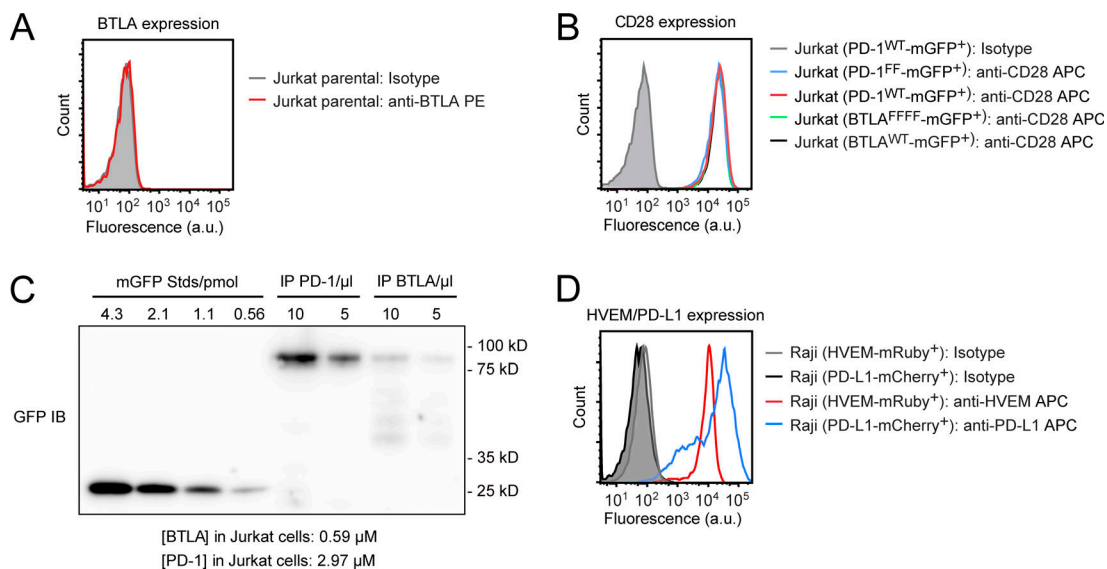 A
BTLA expression
Count
10¹ 10² 10³ 10⁴ 10⁵
Fluorescence (a.u.)
Jurkat parental: Isotype
Jurkat parental: anti-BTLA PE
B
CD28 expression
Count
10¹ 10² 10³ 10⁴ 10⁵
Fluorescence (a.u.)
Jurkat (PD-1ᵂᵀ-mGFP⁺): Isotype
Jurkat (PD-1ᶠᶠ-mGFP⁺): anti-CD28 APC
Jurkat (PD-1ᵂᵀ-mGFP⁺): anti-CD28 APC
Jurkat (BTLAᶠᶠᶠᶠ-mGFP⁺): anti-CD28 APC
Jurkat (BTLAᵂᵀ-mGFP⁺): anti-CD28 APC
C
mGFP Stds/pmol IP PD-1/µl IP BTLA/µl
4.3 2.1 1.1 0.56 10 5 10 5
GFP IB
- 100 kD
- 75 kD
- 35 kD
- 25 kD
[BTLA] in Jurkat cells: 0.59 µM
[PD-1] in Jurkat cells: 2.97 µM
D
HVEM/PD-L1 expression
Count
10¹ 10² 10³ 10⁴ 10⁵
Fluorescence (a.u.)
Raji (HVEM-mRuby⁺): Isotype
Raji (PD-L1-mCherry⁺): Isotype
Raji (HVEM-mRuby⁺): anti-HVEM APC
Raji (PD-L1-mCherry⁺): anti-PD-L1 APC